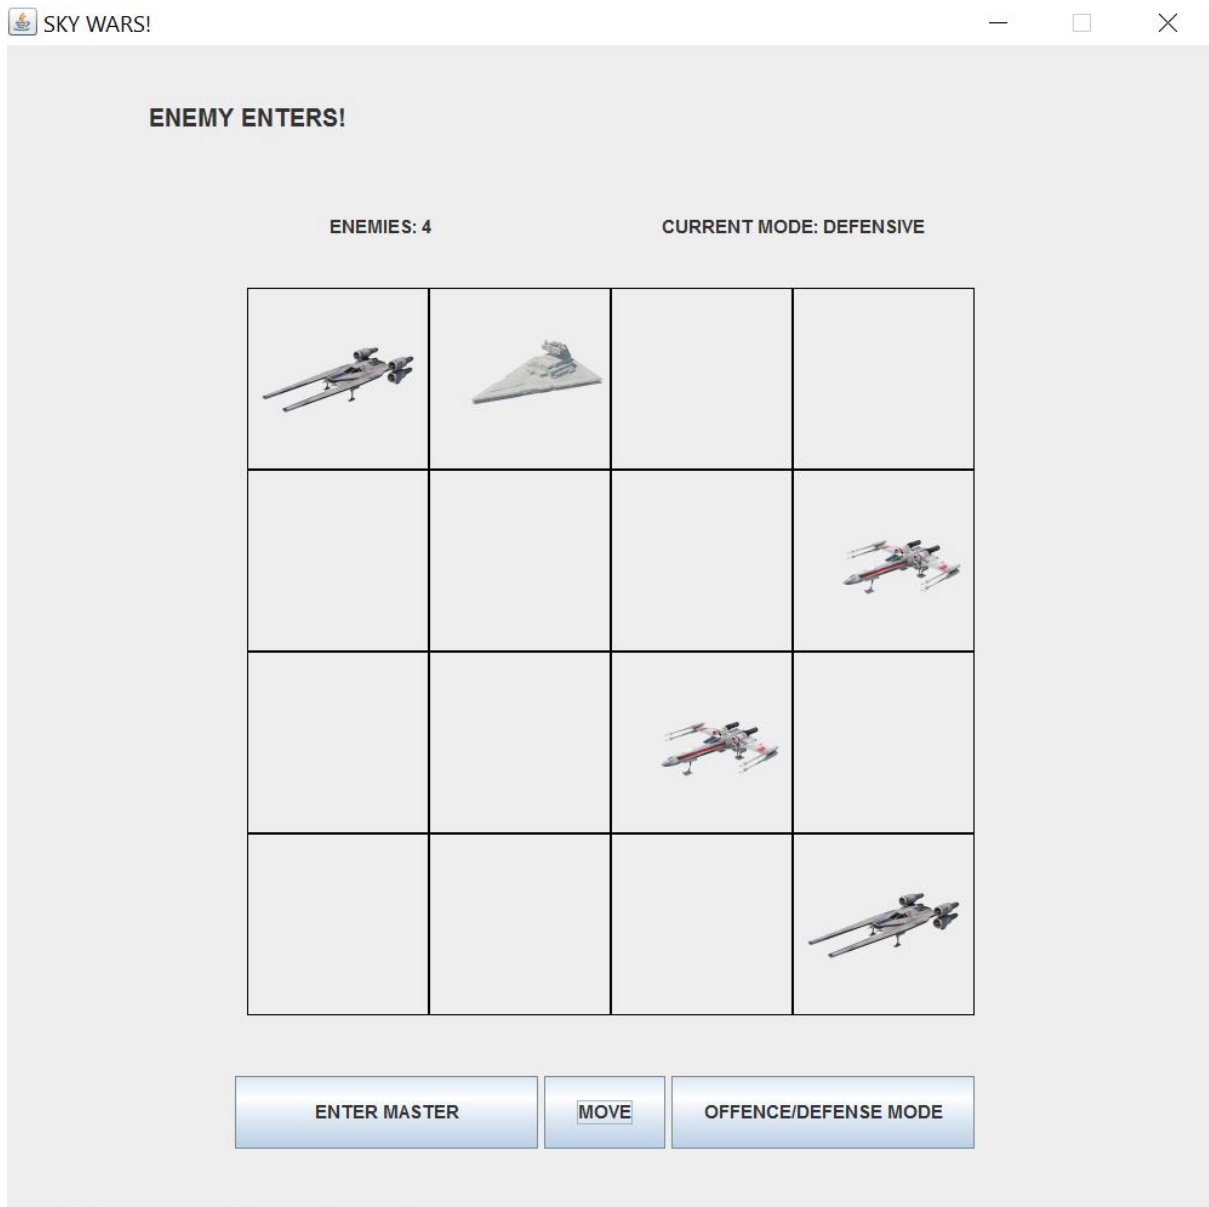 SKY WARS!
ENEMY ENTERS!
ENEMIES: 4
CURRENT MODE: DEFENSIVE
ENTER MASTER
MOVE
OFFENCE/DEFENSE MODE